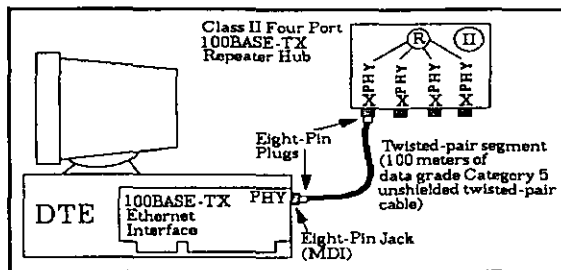 Class II Four Port
100BASE-TX
Repeater Hub
R
II
PHY
PHY
PHY
PHY
X X X X
Eight-Pin
Plugs
Twisted-pair segment
(100 meters of
data grade Category 5
unshielded twisted-pair
cable)
DTE
100BASE-TX
Ethernet
Interface
PHY
Eight-Pin Jack
(MDI)